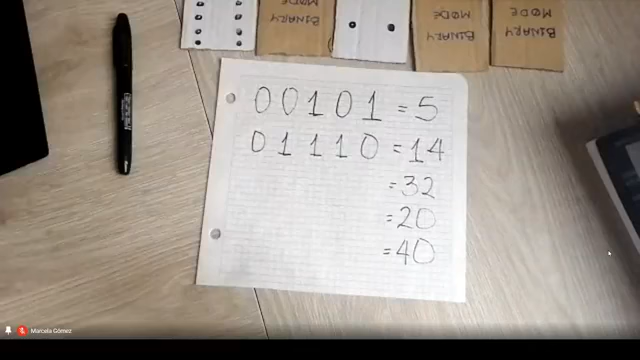 BINARY MODE
BINARY MODE
BINARY MODE
00101 = 5
01110 = 14
= 32
= 20
= 40
Marcela Gómez